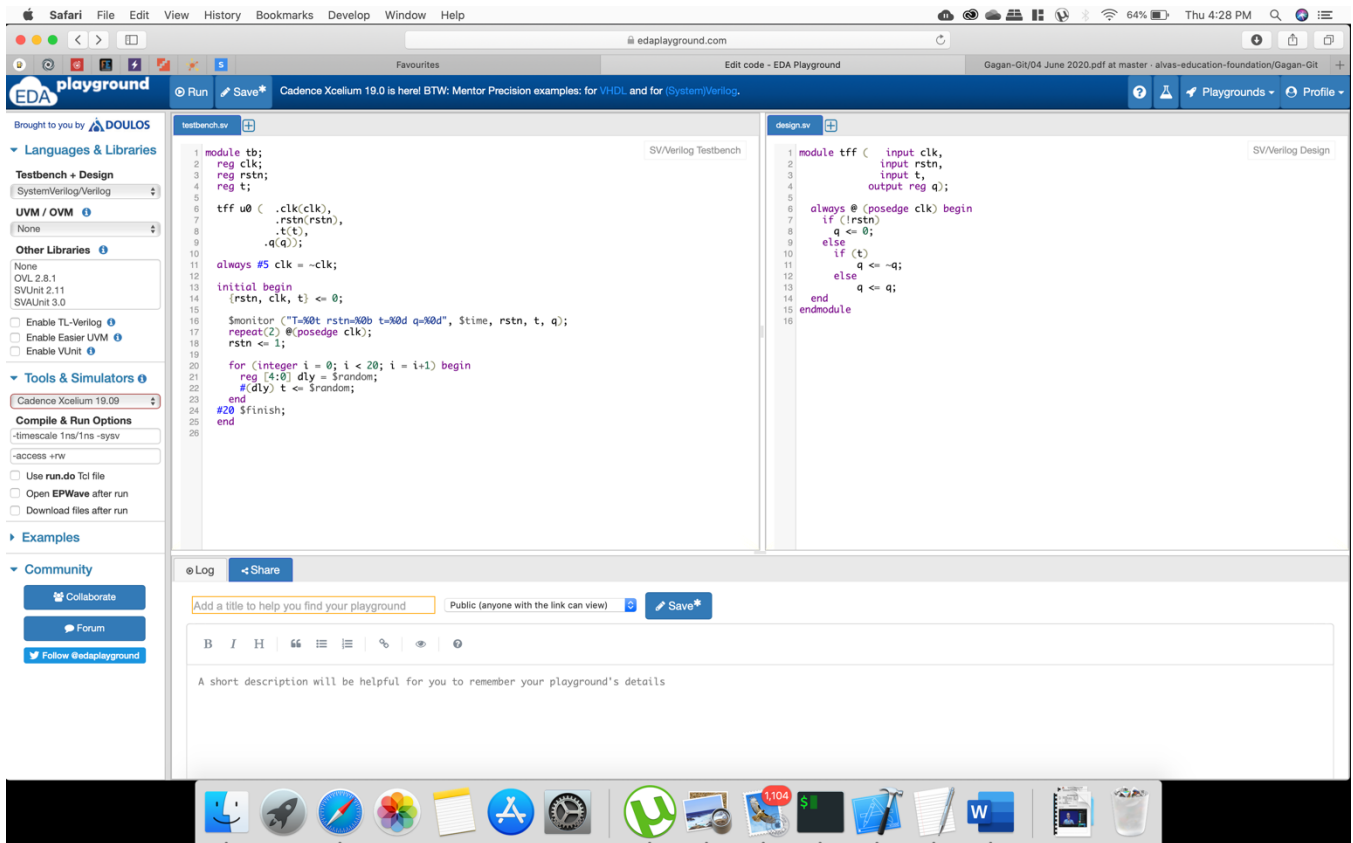 Safari File Edit View History Bookmarks Develop Window Help 64% Thu 4:28 PM
edaplayground.com
Favourites Edit code - EDA Playground Gagan-Git/04 June 2020.pdf at master · alvas-education-foundation/Gagan-Git
EDA playground Run Save* Cadence Xcelium 19.0 is here! BTW: Mentor Precision examples: for VHDL and for (System)Verilog. Playgrounds Profile
Brought to you by DOULOS
Languages & Libraries
Testbench + Design
SystemVerilog/Verilog
UVM / OVM
None
Other Libraries
None
OVL 2.8.1
SVUnit 2.11
SVAUnit 3.0
Enable TL-Verilog
Enable Easier UVM
Enable VUnit
Tools & Simulators
Cadence Xcelium 19.09
Compile & Run Options
-timescale 1ns/1ns -sysv
-access +rw
Use run.do Tcl file
Open EPWave after run
Download files after run
Examples
Community
Collaborate
Forum
Follow @edaplayground
testbench.sv
SV/Verilog Testbench
1 module tb;
2 reg clk;
3 reg rstn;
4 reg t;
5
6 tff u0 ( .clk(clk),
7 .rstn(rstn),
8 .t(t),
9 .q(q));
10
11 always #5 clk = ~clk;
12
13 initial begin
14 {rstn, clk, t} <= 0;
15
16 $monitor ("T=%0t rstn=%0b t=%0d q=%0d", $time, rstn, t, q);
17 repeat(2) @(posedge clk);
18 rstn <= 1;
19
20 for (integer i = 0; i < 20; i = i+1) begin
21 reg [4:0] dly = $random;
22 #(dly) t <= $random;
23 end
24 #20 $finish;
25 end
26
design.sv
SV/Verilog Design
1 module tff ( input clk,
2 input rstn,
3 input t,
4 output reg q);
5
6 always @ (posedge clk) begin
7 if (!rstn)
8 q <= 0;
9 else
10 if (t)
11 q <= ~q;
12 else
13 q <= q;
14 end
15 endmodule
16
Log Share
Add a title to help you find your playground Public (anyone with the link can view) Save*
B I H
A short description will be helpful for you to remember your playground's details
1,104
$
W